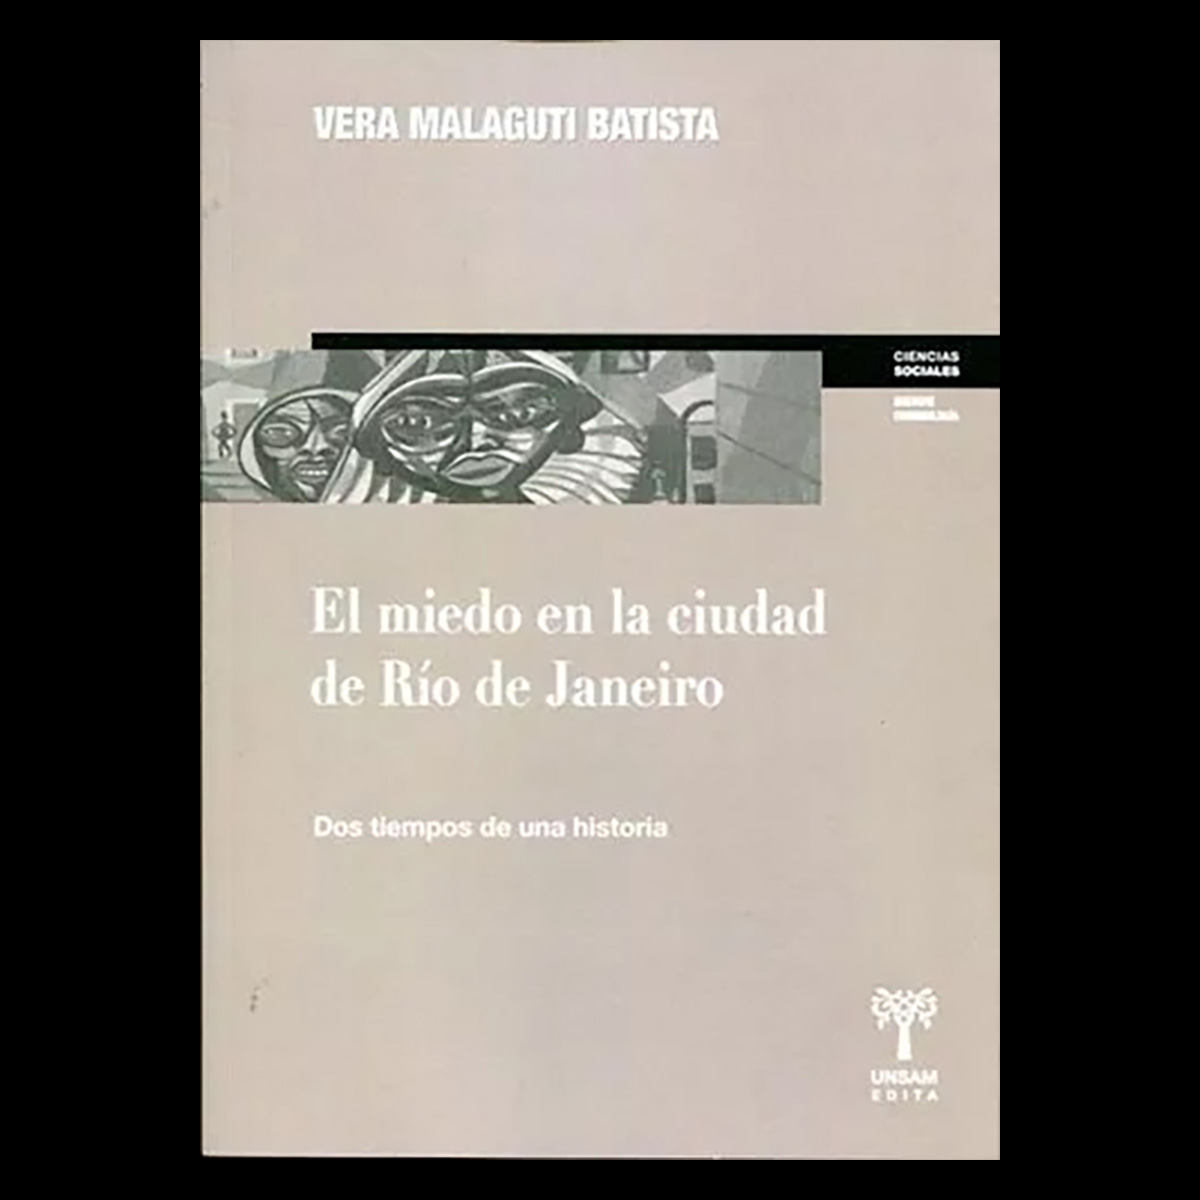 VERA MALAGUTI BATISTA
CIENCIAS
SOCIALES
El miedo en la ciudad
de Río de Janeiro
Dos tiempos de una historia
UNSAM
EDITA